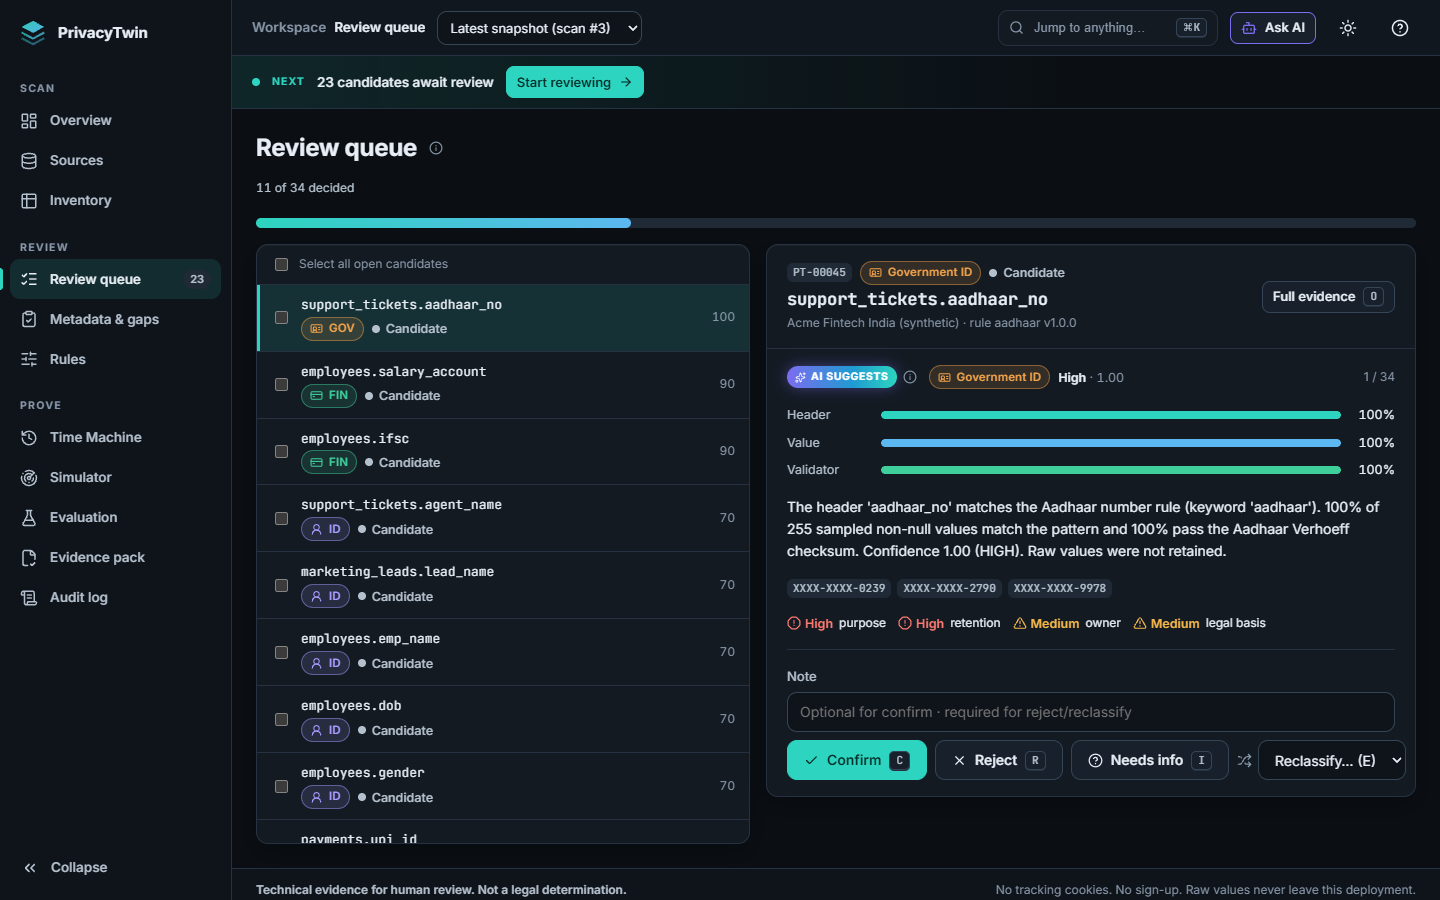 PrivacyTwin
Workspace Review queue Latest snapshot (scan #3)
Jump to anything... ⌘K Ask AI
SCAN
Overview
Sources
Inventory
REVIEW
Review queue 23
Metadata & gaps
Rules
PROVE
Time Machine
Simulator
Evaluation
Evidence pack
Audit log
Collapse
NEXT 23 candidates await review Start reviewing →
Review queue
11 of 34 decided
Select all open candidates
support_tickets.aadhaar_no
GOV Candidate 100
employees.salary_account
FIN Candidate 90
employees.ifsc
FIN Candidate 90
support_tickets.agent_name
ID Candidate 70
marketing_leads.lead_name
ID Candidate 70
employees.emp_name
ID Candidate 70
employees.dob
ID Candidate 70
employees.gender
ID Candidate 70
payments.upi_id
PT-00045 Government ID Candidate
support_tickets.aadhaar_no
Acme Fintech India (synthetic) · rule aadhaar v1.0.0
Full evidence O
AI SUGGESTS Government ID High · 1.00 1 / 34
Header 100%
Value 100%
Validator 100%
The header 'aadhaar_no' matches the Aadhaar number rule (keyword 'aadhaar'). 100% of
255 sampled non-null values match the pattern and 100% pass the Aadhaar Verhoeff
checksum. Confidence 1.00 (HIGH). Raw values were not retained.
XXXX-XXXX-0239 XXXX-XXXX-2790 XXXX-XXXX-9978
High purpose High retention Medium owner Medium legal basis
Note
Optional for confirm · required for reject/reclassify
Confirm C Reject R Needs info I Reclassify... (E)
Technical evidence for human review. Not a legal determination.
No tracking cookies. No sign-up. Raw values never leave this deployment.